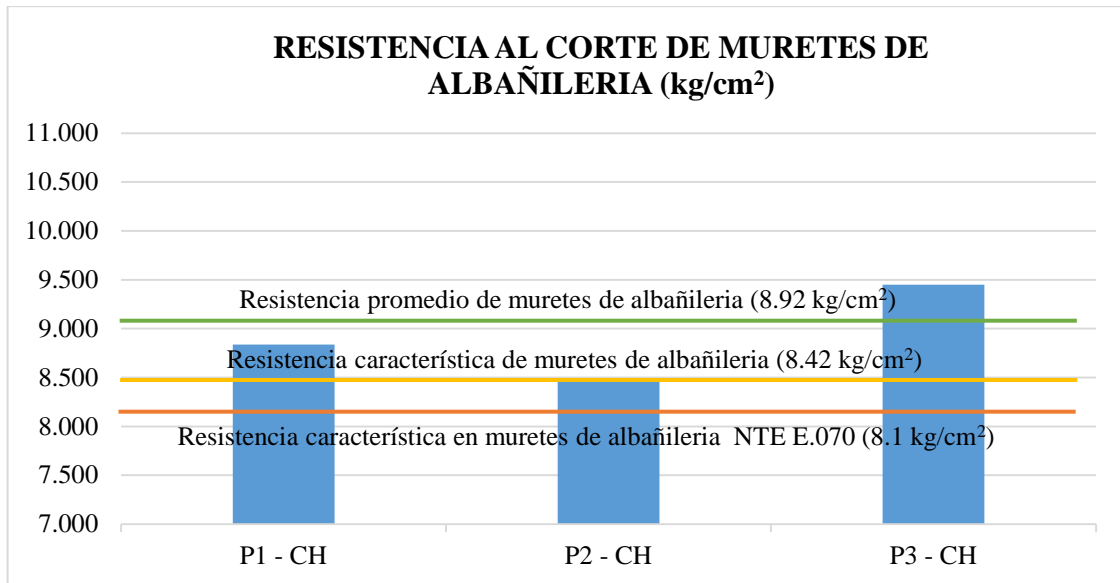 RESISTENCIA AL CORTE DE MURETES DE
ALBAÑILERIA (kg/cm²)
11.000
10.500
10.000
9.500
Resistencia promedio de muretes de albañileria (8.92 kg/cm²)
9.000
Resistencia característica de muretes de albañileria (8.42 kg/cm²)
8.500
8.000
Resistencia característica en muretes de albañileria NTE E.070 (8.1 kg/cm²)
7.500
7.000
P1 - CH
P2 - CH
P3 - CH